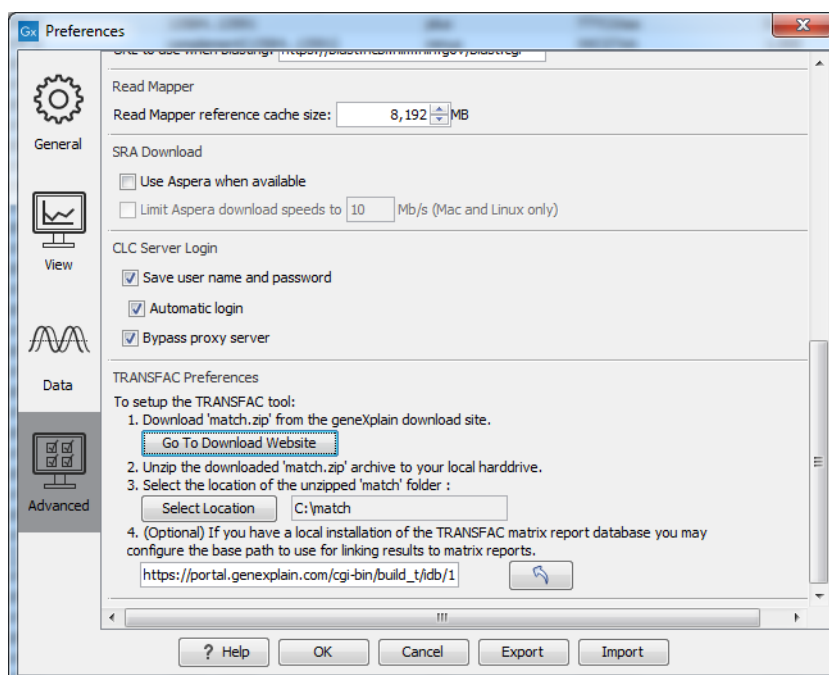 Gx Preferences
General
View
Data
Advanced
Read Mapper
Read Mapper reference cache size: 8,192 MB
SRA Download
Use Aspera when available
Limit Aspera download speeds to 10 Mb/s (Mac and Linux only)
CLC Server Login
Save user name and password
Automatic login
Bypass proxy server
TRANSFAC Preferences
To setup the TRANSFAC tool:
1. Download 'match.zip' from the geneXplain download site.
Go To Download Website
2. Unzip the downloaded 'match.zip' archive to your local harddrive.
3. Select the location of the unzipped 'match' folder :
Select Location C:\match
4. (Optional) If you have a local installation of the TRANSFAC matrix report database you may
configure the base path to use for linking results to matrix reports.
https://portal.genexplain.com/cgi-bin/build_t/idb/1
? Help OK Cancel Export Import